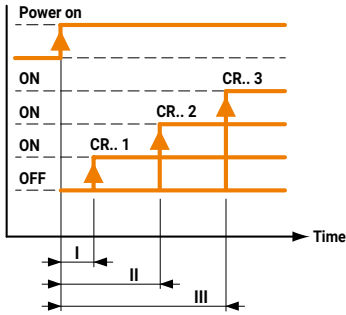 Power on
ON
CR.. 3
ON
CR.. 2
ON
CR.. 1
OFF
Time
I
II
III